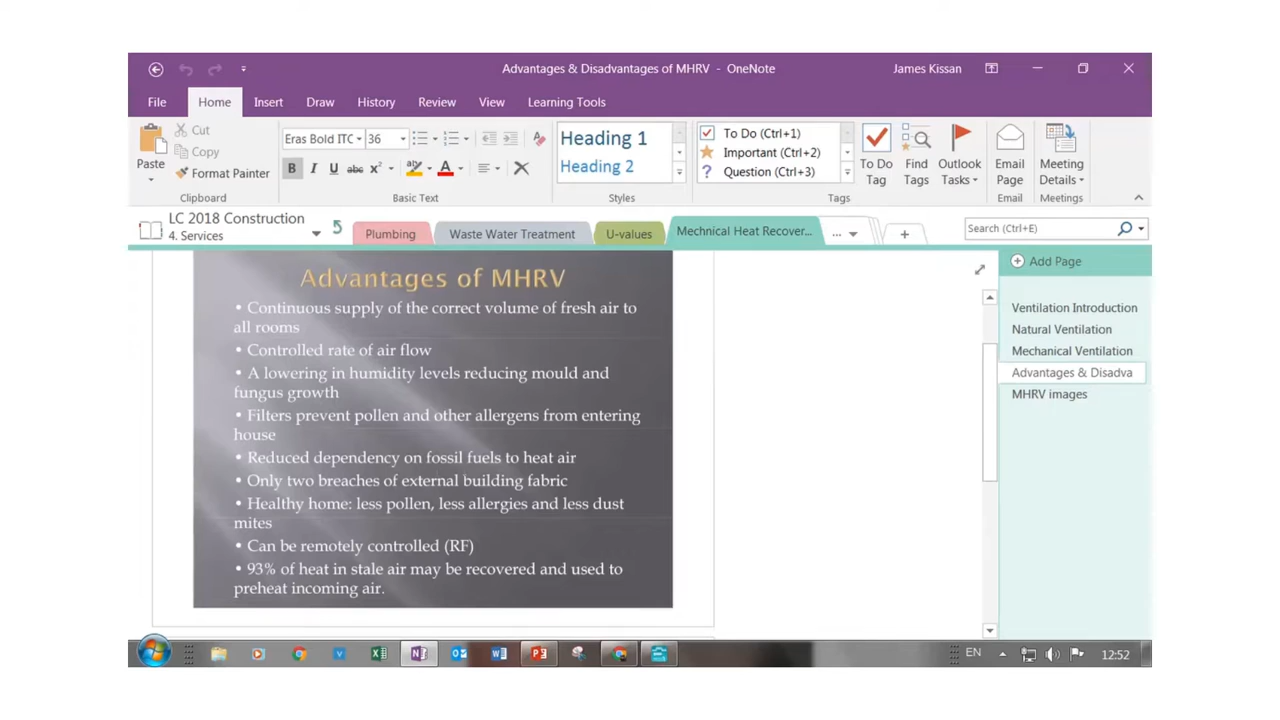 Advantages & Disadvantages of MHRV - OneNote
James Kissan
File Home Insert Draw History Review View Learning Tools
Paste
Cut
Copy
Format Painter
Clipboard
Eras Bold ITC 36
B I U abc x² A
Basic Text
Heading 1
Heading 2
Styles
To Do (Ctrl+1)
Important (Ctrl+2)
? Question (Ctrl+3)
To Do Tag
Find Tags
Tags
Outlook Tasks
Email Page
Email
Meeting Details
Meetings
LC 2018 Construction
4. Services
Plumbing Waste Water Treatment U-values Mechnical Heat Recover... ...
Search (Ctrl+E)
Advantages of MHRV
• Continuous supply of the correct volume of fresh air to
all rooms
• Controlled rate of air flow
• A lowering in humidity levels reducing mould and
fungus growth
• Filters prevent pollen and other allergens from entering
house
• Reduced dependency on fossil fuels to heat air
• Only two breaches of external building fabric
• Healthy home: less pollen, less allergies and less dust
mites
• Can be remotely controlled (RF)
• 93% of heat in stale air may be recovered and used to
preheat incoming air.
Add Page
Ventilation Introduction
Natural Ventilation
Mechanical Ventilation
Advantages & Disadva
MHRV images
EN 12:52